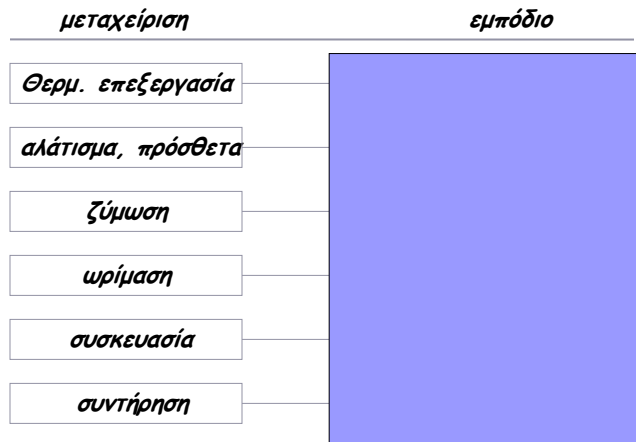 μεταχείριση εμπόδιο
Θερμ. επεξεργασία
αλάτισμα, πρόσθετα
ζύμωση
ωρίμαση
συσκευασία
συντήρηση